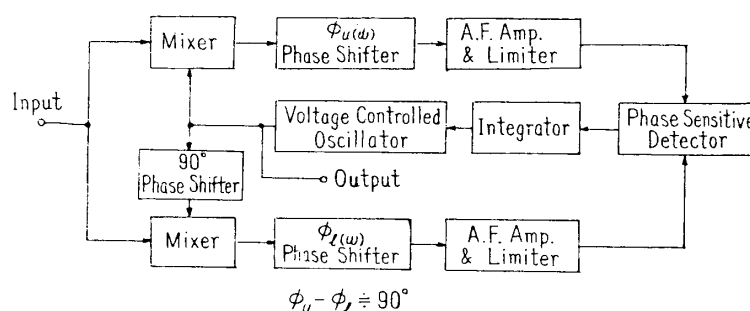 Input
Mixer
ϕu(ω)
Phase Shifter
A.F. Amp.
& Limiter
Voltage Controlled
Oscillator
Integrator
Phase Sensitive
Detector
90°
Phase Shifter
Output
Mixer
ϕℓ(ω)
Phase Shifter
A.F. Amp.
& Limiter
ϕu - ϕℓ ≒ 90°